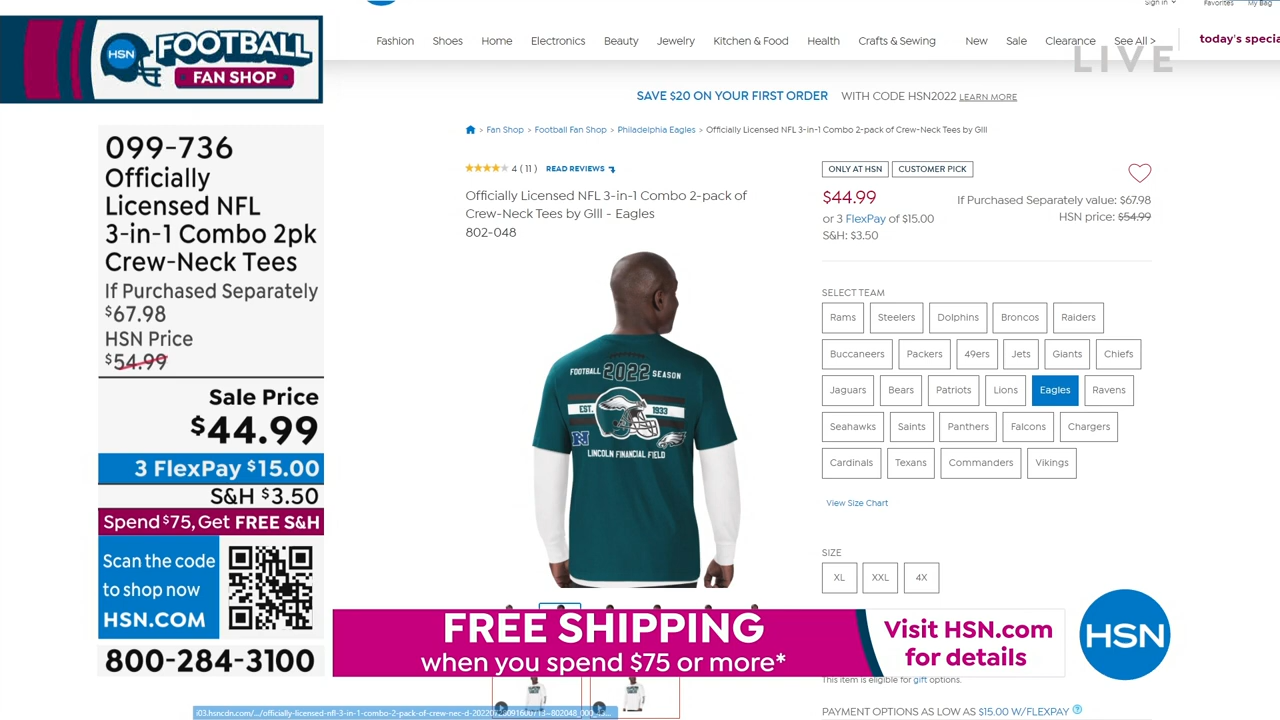 HSN
FOOTBALL
FAN SHOP
099-736
Officially
Licensed NFL
3-in-1 Combo 2pk
Crew-Neck Tees
If Purchased Separately
$67.98
HSN Price
$54.99
Sale Price
$44.99
3 FlexPay $15.00
S&H $3.50
Spend $75, Get FREE S&H
Scan the code
to shop now
HSN.COM
800-284-3100
Sign in Favorites My Bag
Fashion Shoes Home Electronics Beauty Jewelry Kitchen & Food Health Crafts & Sewing New Sale Clearance See All > today's specia
LIVE
SAVE $20 ON YOUR FIRST ORDER WITH CODE HSN2022 LEARN MORE
> Fan Shop > Football Fan Shop > Philadelphia Eagles > Officially Licensed NFL 3-in-1 Combo 2-pack of Crew-Neck Tees by GIII
4 ( 11 ) READ REVIEWS
Officially Licensed NFL 3-in-1 Combo 2-pack of
Crew-Neck Tees by GIII - Eagles
802-048
FOOTBALL 2022 SEASON
EST. 1933
LINCOLN FINANCIAL FIELD
ONLY AT HSN CUSTOMER PICK
$44.99 If Purchased Separately value: $67.98
or 3 FlexPay of $15.00 HSN price: $54.99
S&H: $3.50
SELECT TEAM
Rams Steelers Dolphins Broncos Raiders
Buccaneers Packers 49ers Jets Giants Chiefs
Jaguars Bears Patriots Lions Eagles Ravens
Seahawks Saints Panthers Falcons Chargers
Cardinals Texans Commanders Vikings
View Size Chart
SIZE
XL XXL 4X
FREE SHIPPING
when you spend $75 or more*
Visit HSN.com
for details
HSN
This item is eligible for gift options.
PAYMENT OPTIONS AS LOW AS $15.00 W/FLEXPAY ?